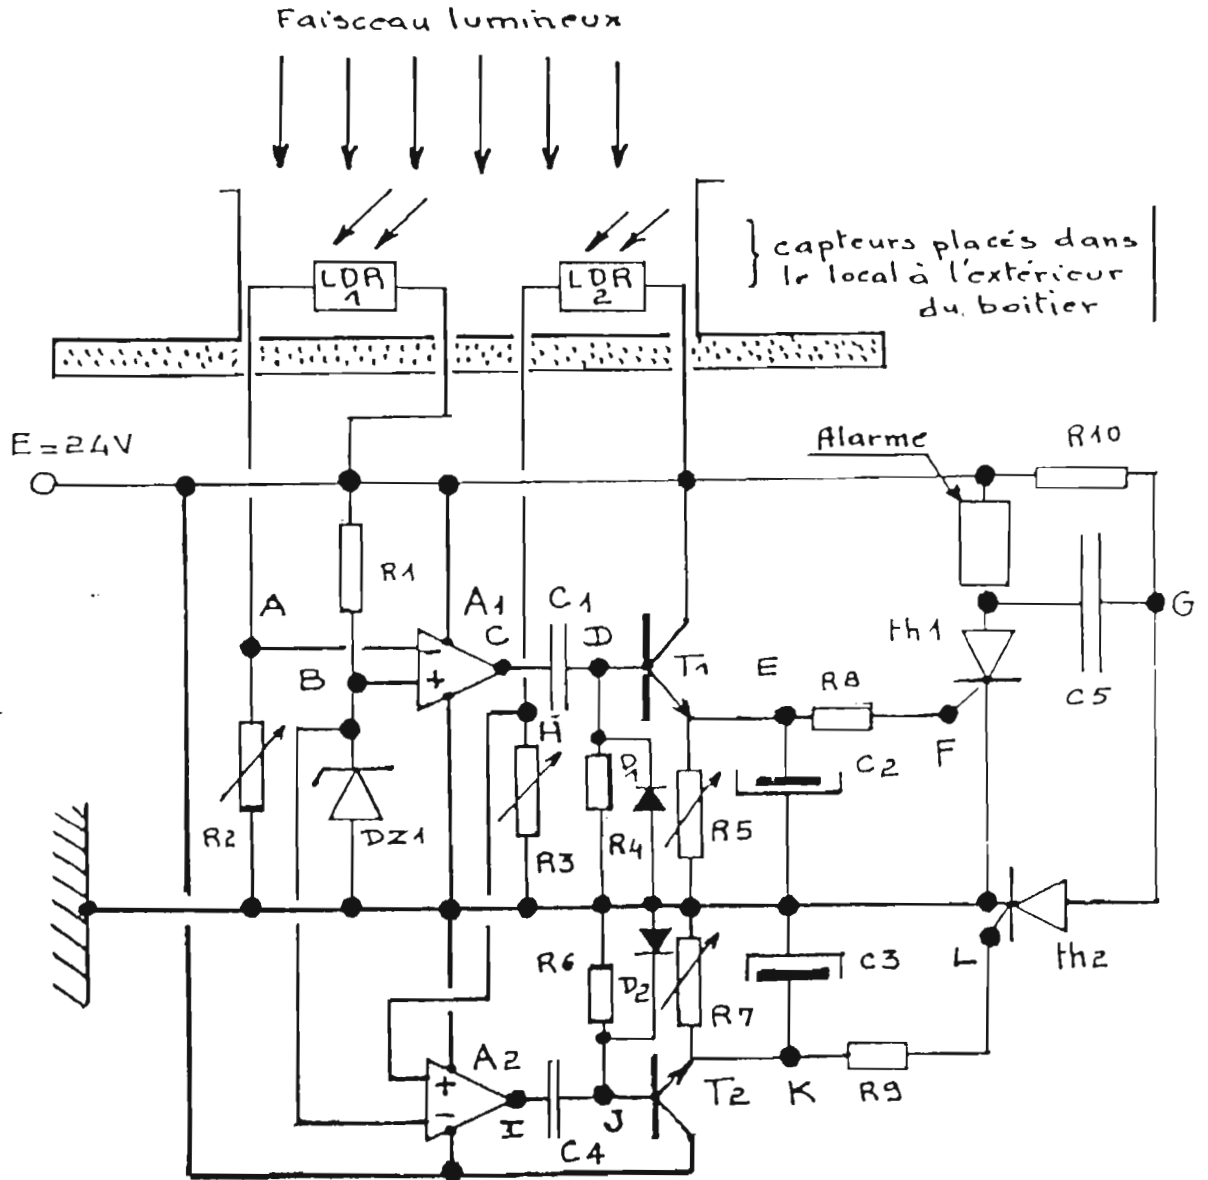 Faisceau lumineux
LDR
1
LDR
2
} capteurs placés dans
le local à l'extérieur
du boitier
E = 24V
Alarme
R10
A
R1
A1
C
C1
D
T1
E
R8
th1
C5
G
B
-
+
H
F
C2
D1
R2
DZ1
R3
R4
R5
R6
D2
R7
C3
L
th2
A2
+
-
I
C4
J
T2
K
R9